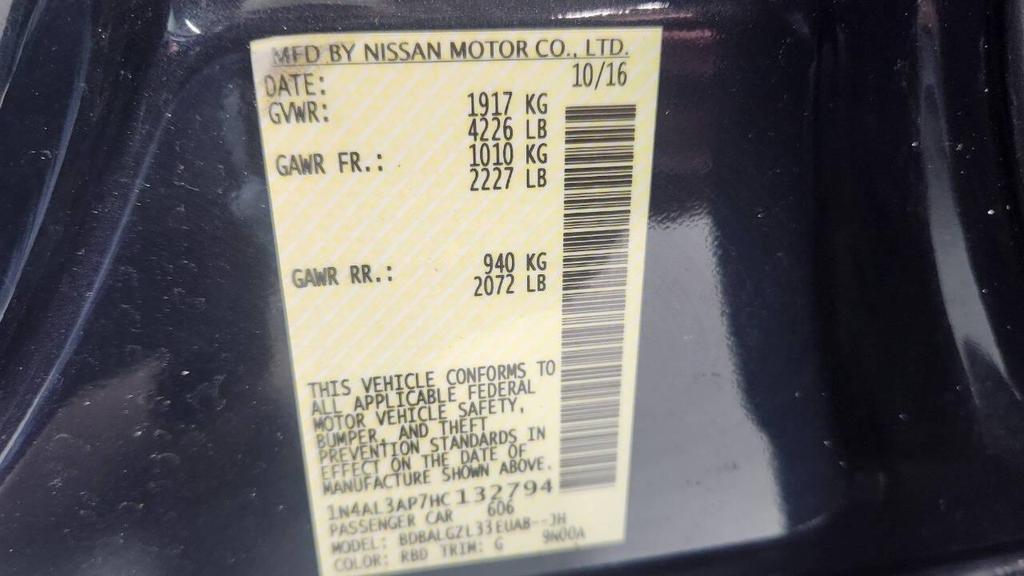 MFD BY NISSAN MOTOR CO., LTD.
DATE: 10/16
GVWR: 1917 KG
4226 LB
GAWR FR.: 1010 KG
2227 LB
GAWR RR.: 940 KG
2072 LB
THIS VEHICLE CONFORMS TO
ALL APPLICABLE FEDERAL
MOTOR VEHICLE SAFETY,
BUMPER, AND THEFT
PREVENTION STANDARDS IN
EFFECT ON THE DATE OF
MANUFACTURE SHOWN ABOVE.
1N4AL3AP7HC132794
PASSENGER CAR 606
MODEL: BDBALGZL33EUA8--JH
COLOR: RBD TRIM: G 9N00A